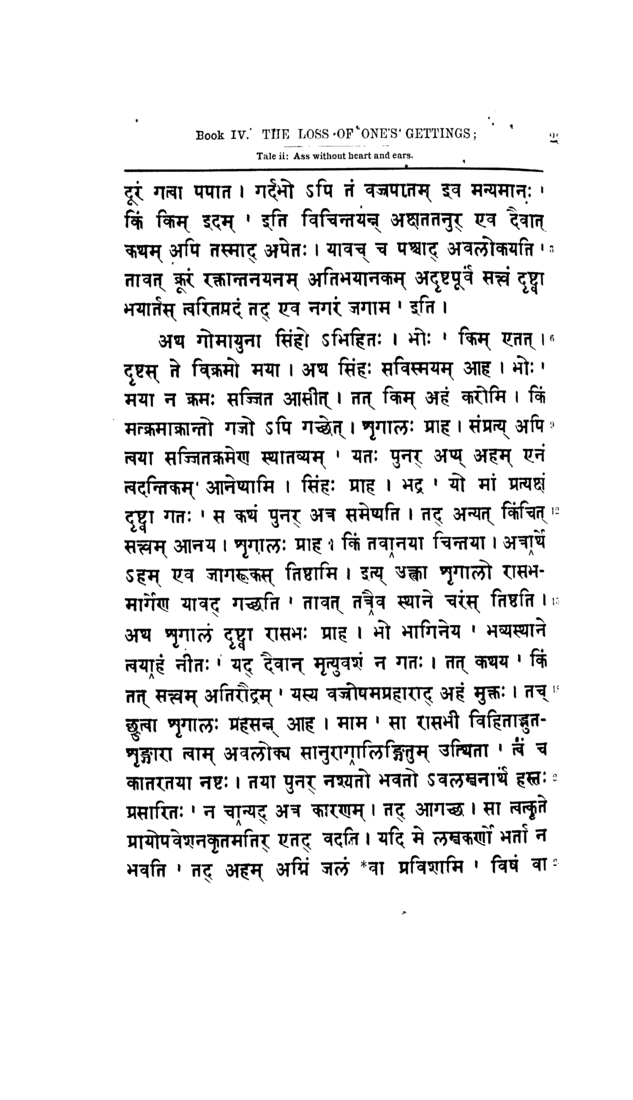 Book IV. THE LOSS OF ONE'S GETTINGS;
Tale ii: Ass without heart and ears.
दूरं गत्वा पपात । गर्दभो ऽपि तं वज्रपातम् इव मन्यमानः ।
किं किम् इदम् ' इति विचिन्तयन्न् अक्षततनुर् एव दैवात्
कथम् अपि तस्माद् अपेतः । यावच् च पश्चाद् अवलोकयति । 3
तावत् क्रूरं रक्तान्तनयनम् अतिभयानकम् अदृष्टपूर्वं सत्त्वं दृष्ट्वा
भयार्तस् त्वरितपदं तद् एव नगरं जगाम ' इति ।
अथ गोमायुना सिंहो ऽभिहितः । भोः ' किम् एतत् । 6
दृष्टस् ते विक्रमो मया । अथ सिंहः सविस्मयम् आह । भोः '
मया न क्रमः सज्जित आसीत् । तत् किम् अहं करोमि । किं
मत्क्रमाक्रान्तो गजो ऽपि गच्छेत् । शृगालः प्राह । संप्रत्य् अपि 9
त्वया सज्जितक्रमेण स्थातव्यम् ' यतः पुनर् अप्य् अहम् एनं
त्वदन्तिकम् आनेष्यामि । सिंहः प्राह । भद्र ' यो मां प्रत्यक्षं
दृष्ट्वा गतः ' स कथं पुनर् अत्र समेष्यति । तद् अन्यत् किंचित् 12
सत्त्वम् आनय । शृगालः प्राह । किं तवानया चिन्तया । अत्रार्थे
ऽहम् एव जागरूकस् तिष्ठामि । इत्य् उक्त्वा शृगालो रासभ-
मार्गेण यावद् गच्छति ' तावत् तत्रैव स्थाने चरंस् तिष्ठति । 15
अथ शृगालं दृष्ट्वा रासभः प्राह । भो भागिनेय ' भव्यस्थाने
त्वयाहं नीतः ' यद् दैवान् मृत्युवशं न गतः । तत् कथय ' किं
तत् सत्त्वम् अतिरौद्रम् ' यस्य वज्रोपमप्रहाराद् अहं मुक्तः । तच् 18
छ्रुत्वा शृगालः प्रहसन्न् आह । माम ' सा रासभी विहिताद्भुत-
शृङ्गारा त्वाम् अवलोक्य सानुरागालिङ्गितुम् उत्थिता ' त्वं च
कातरतया नष्टः । तया पुनर् नश्यतो भवतो ऽवलम्बनार्थं हस्तः
प्रसारितः ' न चान्यद् अत्र कारणम् । तद् आगच्छ । सा त्वत्कृते
प्रायोपवेशनकृतमतिर् एतद् वदति । यदि मे लम्बकर्णो भर्ता न
भवति ' तद् अहम् अग्निं जलं *वा प्रविशामि ' विषं वा